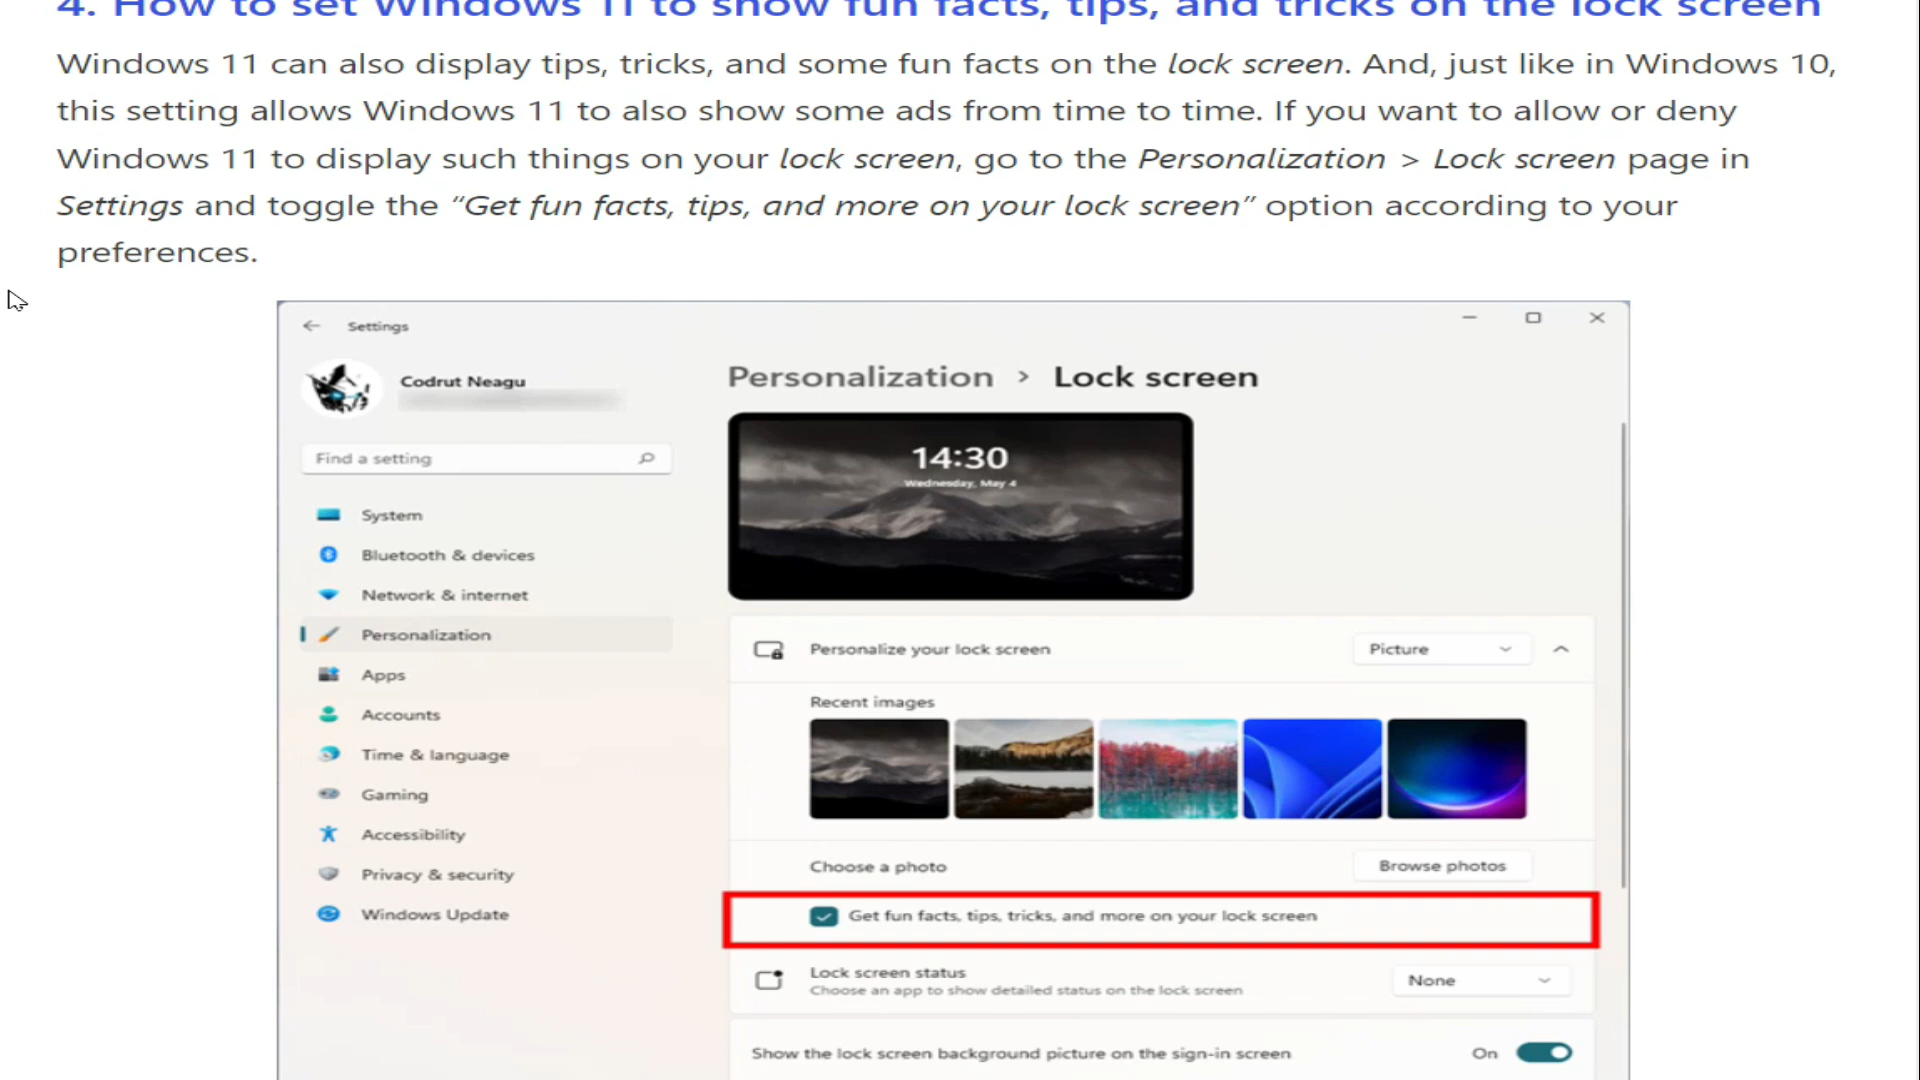 4. How to set Windows 11 to show fun facts, tips, and tricks on the lock screen
Windows 11 can also display tips, tricks, and some fun facts on the lock screen. And, just like in Windows 10,
this setting allows Windows 11 to also show some ads from time to time. If you want to allow or deny
Windows 11 to display such things on your lock screen, go to the Personalization > Lock screen page in
Settings and toggle the “Get fun facts, tips, and more on your lock screen” option according to your
preferences.
Settings
Codrut Neagu
Find a setting
System
Bluetooth & devices
Network & internet
Personalization
Apps
Accounts
Time & language
Gaming
Accessibility
Privacy & security
Windows Update
Personalization > Lock screen
14:30
Wednesday, May 4
Personalize your lock screen
Picture
Recent images
Choose a photo
Browse photos
Get fun facts, tips, tricks, and more on your lock screen
Lock screen status
Choose an app to show detailed status on the lock screen
None
Show the lock screen background picture on the sign-in screen
On